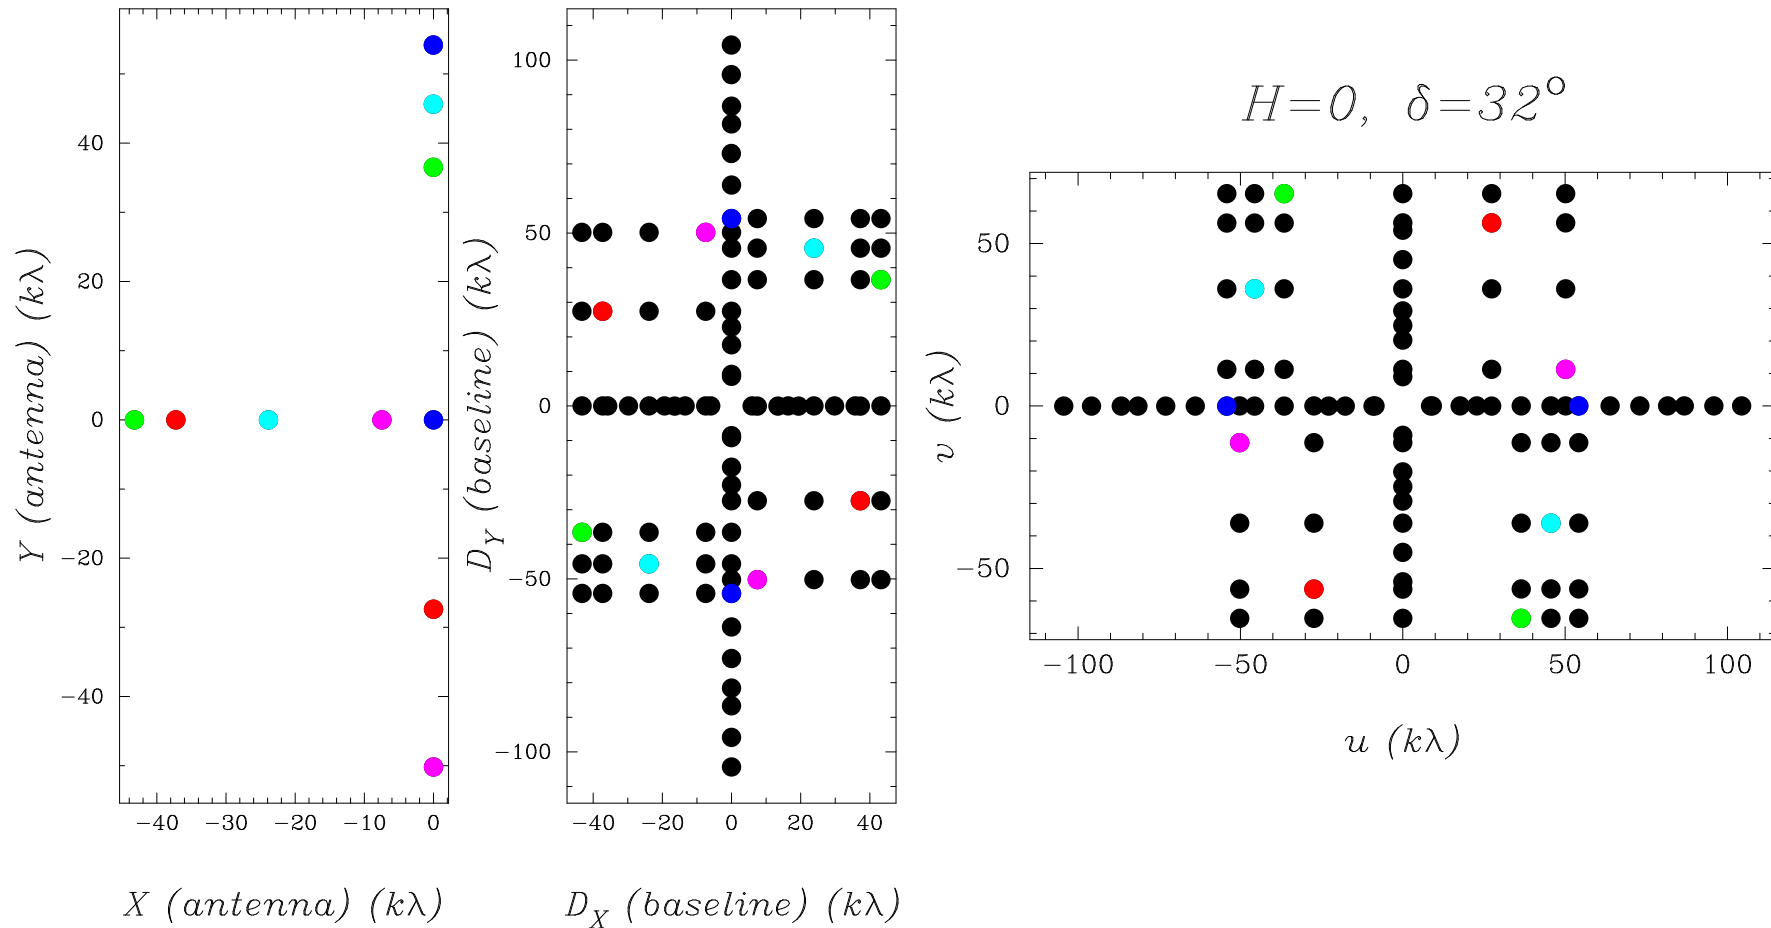 H=0, δ=32°
40
20
0
−20
−40
Y (antenna) (kλ)
−40 −30 −20 −10 0
X (antenna) (kλ)
100
50
0
−50
−100
D_Y (baseline) (kλ)
−40 −20 0 20 40
D_X (baseline) (kλ)
50
0
−50
v (kλ)
−100 −50 0 50 100
u (kλ)